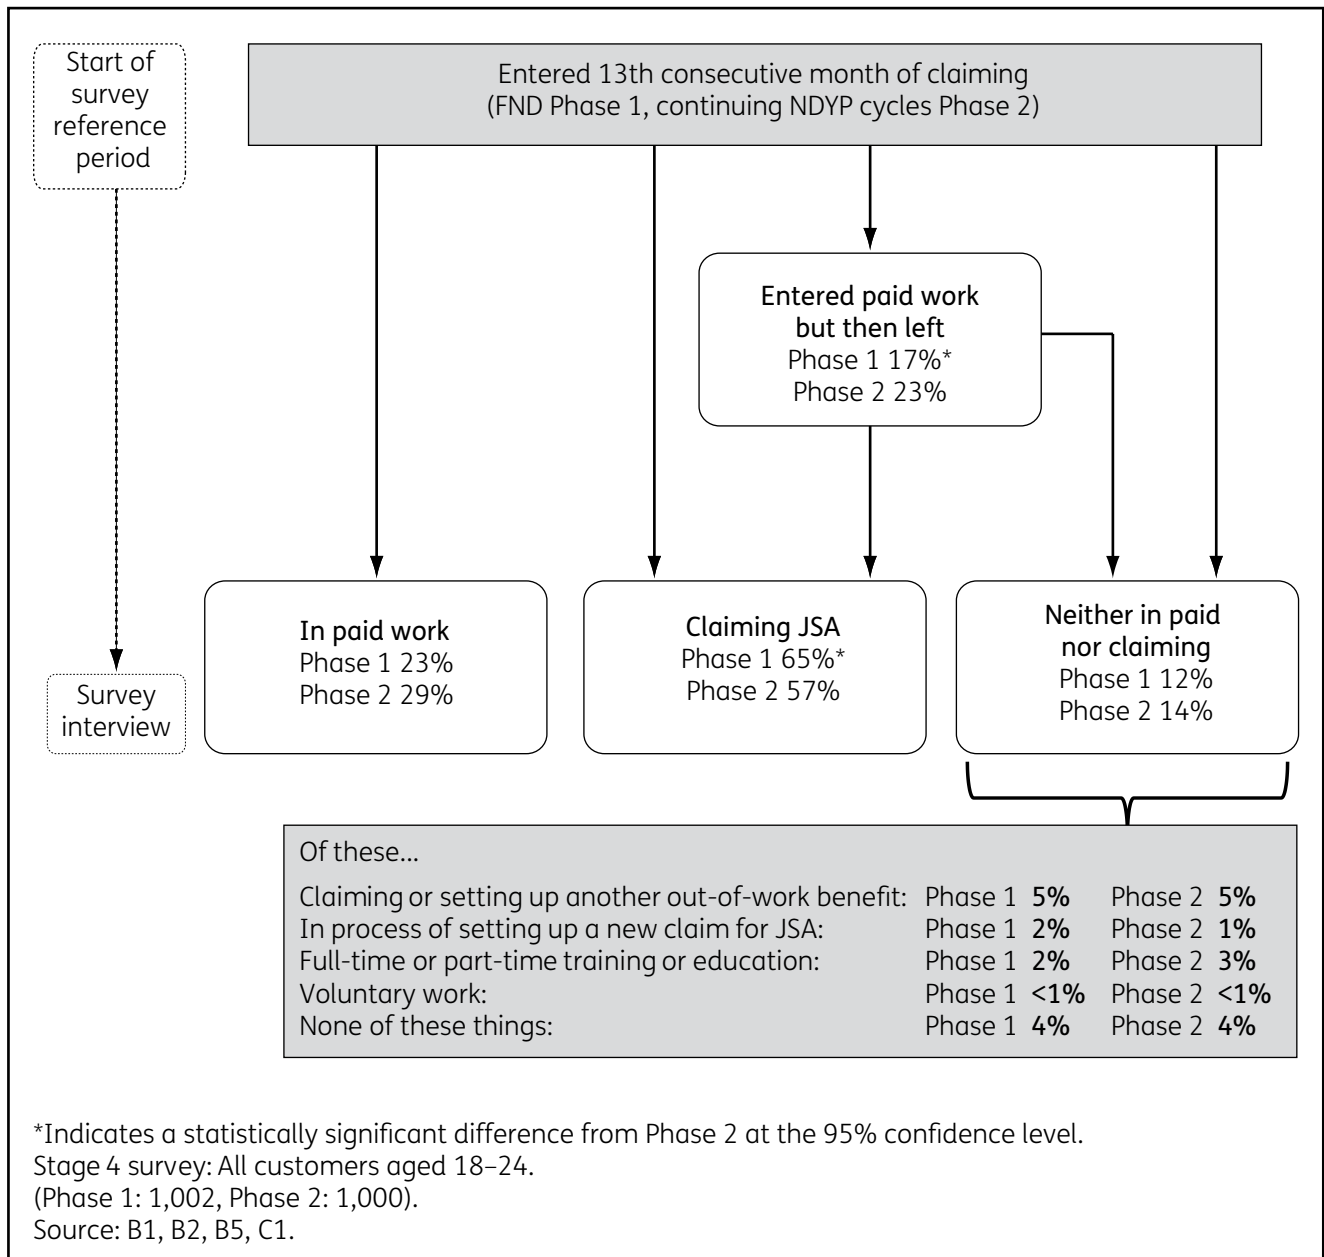 Start of
survey
reference
period
Entered 13th consecutive month of claiming
(FND Phase 1, continuing NDYP cycles Phase 2)
Entered paid work
but then left
Phase 1 17%*
Phase 2 23%
In paid work
Phase 1 23%
Phase 2 29%
Claiming JSA
Phase 1 65%*
Phase 2 57%
Neither in paid
nor claiming
Phase 1 12%
Phase 2 14%
Survey
interview
Of these...
Claiming or setting up another out-of-work benefit: Phase 1 5% Phase 2 5%
In process of setting up a new claim for JSA: Phase 1 2% Phase 2 1%
Full-time or part-time training or education: Phase 1 2% Phase 2 3%
Voluntary work: Phase 1 <1% Phase 2 <1%
None of these things: Phase 1 4% Phase 2 4%
*Indicates a statistically significant difference from Phase 2 at the 95% confidence level.
Stage 4 survey: All customers aged 18–24.
(Phase 1: 1,002, Phase 2: 1,000).
Source: B1, B2, B5, C1.